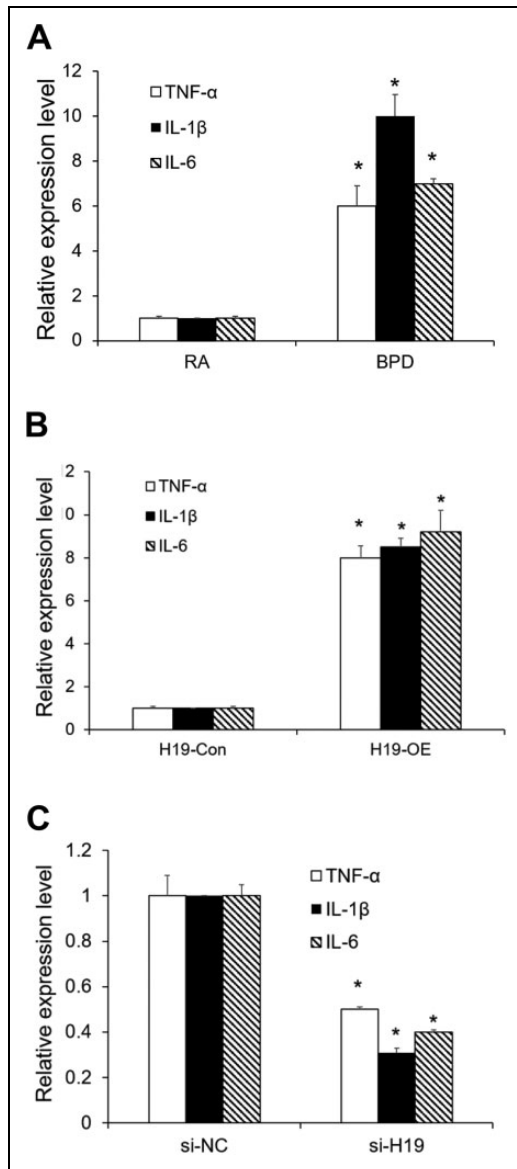 A
Relative expression level
12
10
8
6
4
2
0
TNF-α
IL-1β
IL-6
*
*
*
RA
BPD
B
Relative expression level
2
0
8
6
4
2
0
TNF-α
IL-1β
IL-6
*
*
*
H19-Con
H19-OE
C
Relative expression level
1.2
1
0.8
0.6
0.4
0.2
0
TNF-α
IL-1β
IL-6
*
*
*
si-NC
si-H19